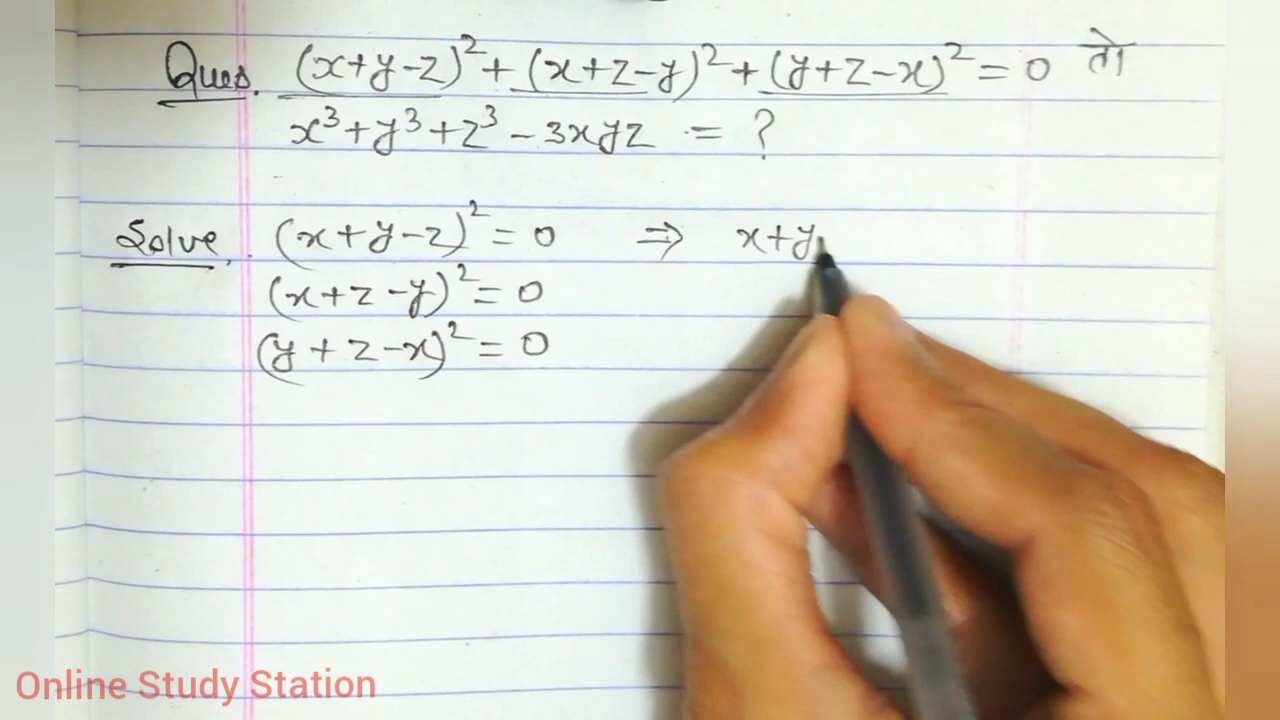 Ques. (x+y-z)²+(x+z-y)²+(y+z-x)²=0 तो
x³+y³+z³-3xyz = ?
Solve. (x+y-z)²=0 ⇒ x+y
(x+z-y)²=0
(y+z-x)²=0
Online Study Station